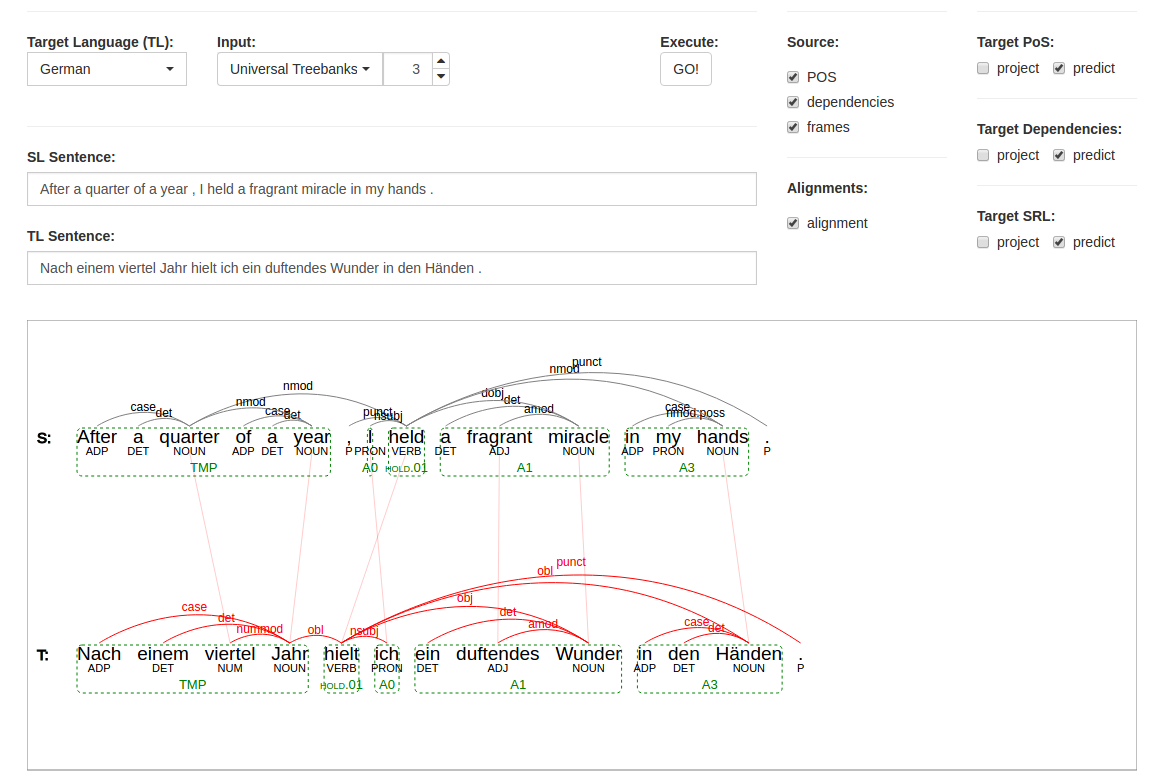 Target Language (TL): Input: Execute: Source: Target PoS:
German Universal Treebanks 3 GO! POS project predict
dependencies
frames Target Dependencies:
project predict
SL Sentence:
After a quarter of a year , I held a fragrant miracle in my hands . Alignments: Target SRL:
alignment project predict
TL Sentence:
Nach einem viertel Jahr hielt ich ein duftendes Wunder in den Händen .
punct
nmod
nmod dobj
case det nmod case det punct nsubj det amod case nmod:poss
S: After a quarter of a year , I held a fragrant miracle in my hands .
ADP DET NOUN ADP DET NOUN P PRON VERB DET ADJ NOUN ADP PRON NOUN P
TMP A0 HOLD.01 A1 A3
punct
obl
obj
case det nummod obl nsubj det amod case det
T: Nach einem viertel Jahr hielt ich ein duftendes Wunder in den Händen .
ADP DET NUM NOUN VERB PRON DET ADJ NOUN ADP DET NOUN P
TMP HOLD.01 A0 A1 A3